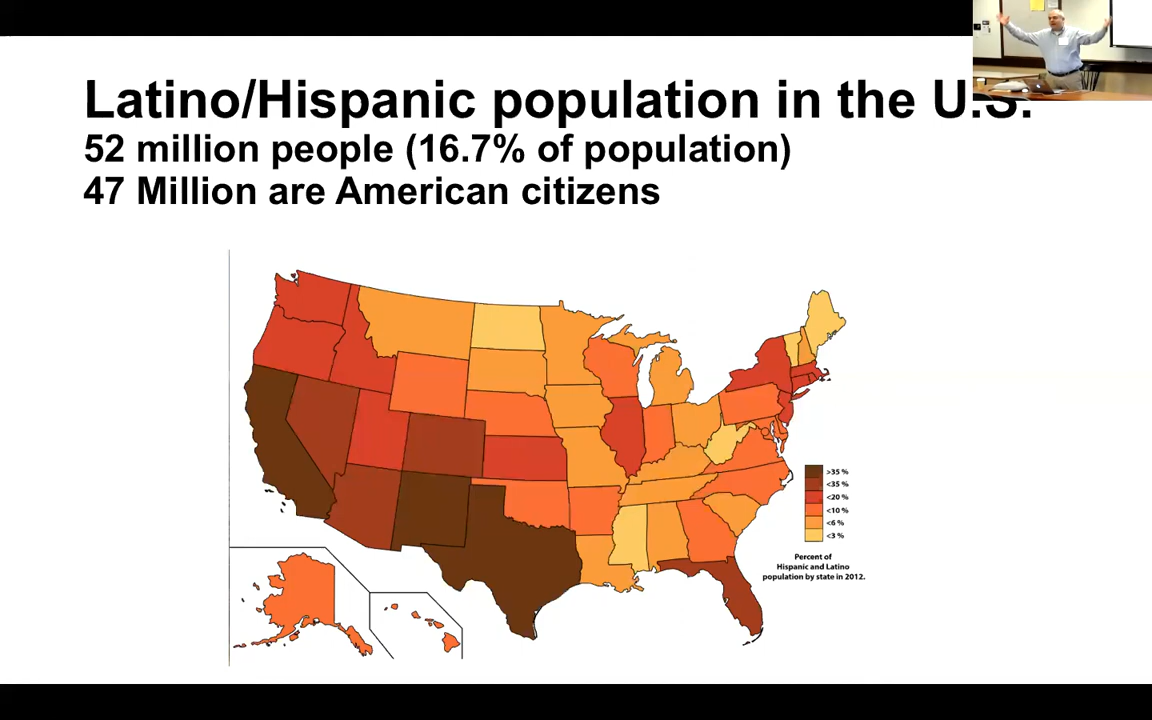 Latino/Hispanic population in the U.S.
52 million people (16.7% of population)
47 Million are American citizens
>35 %
<35 %
<20 %
<10 %
<6 %
<3 %
Percent of
Hispanic and Latino
population by state in 2012.